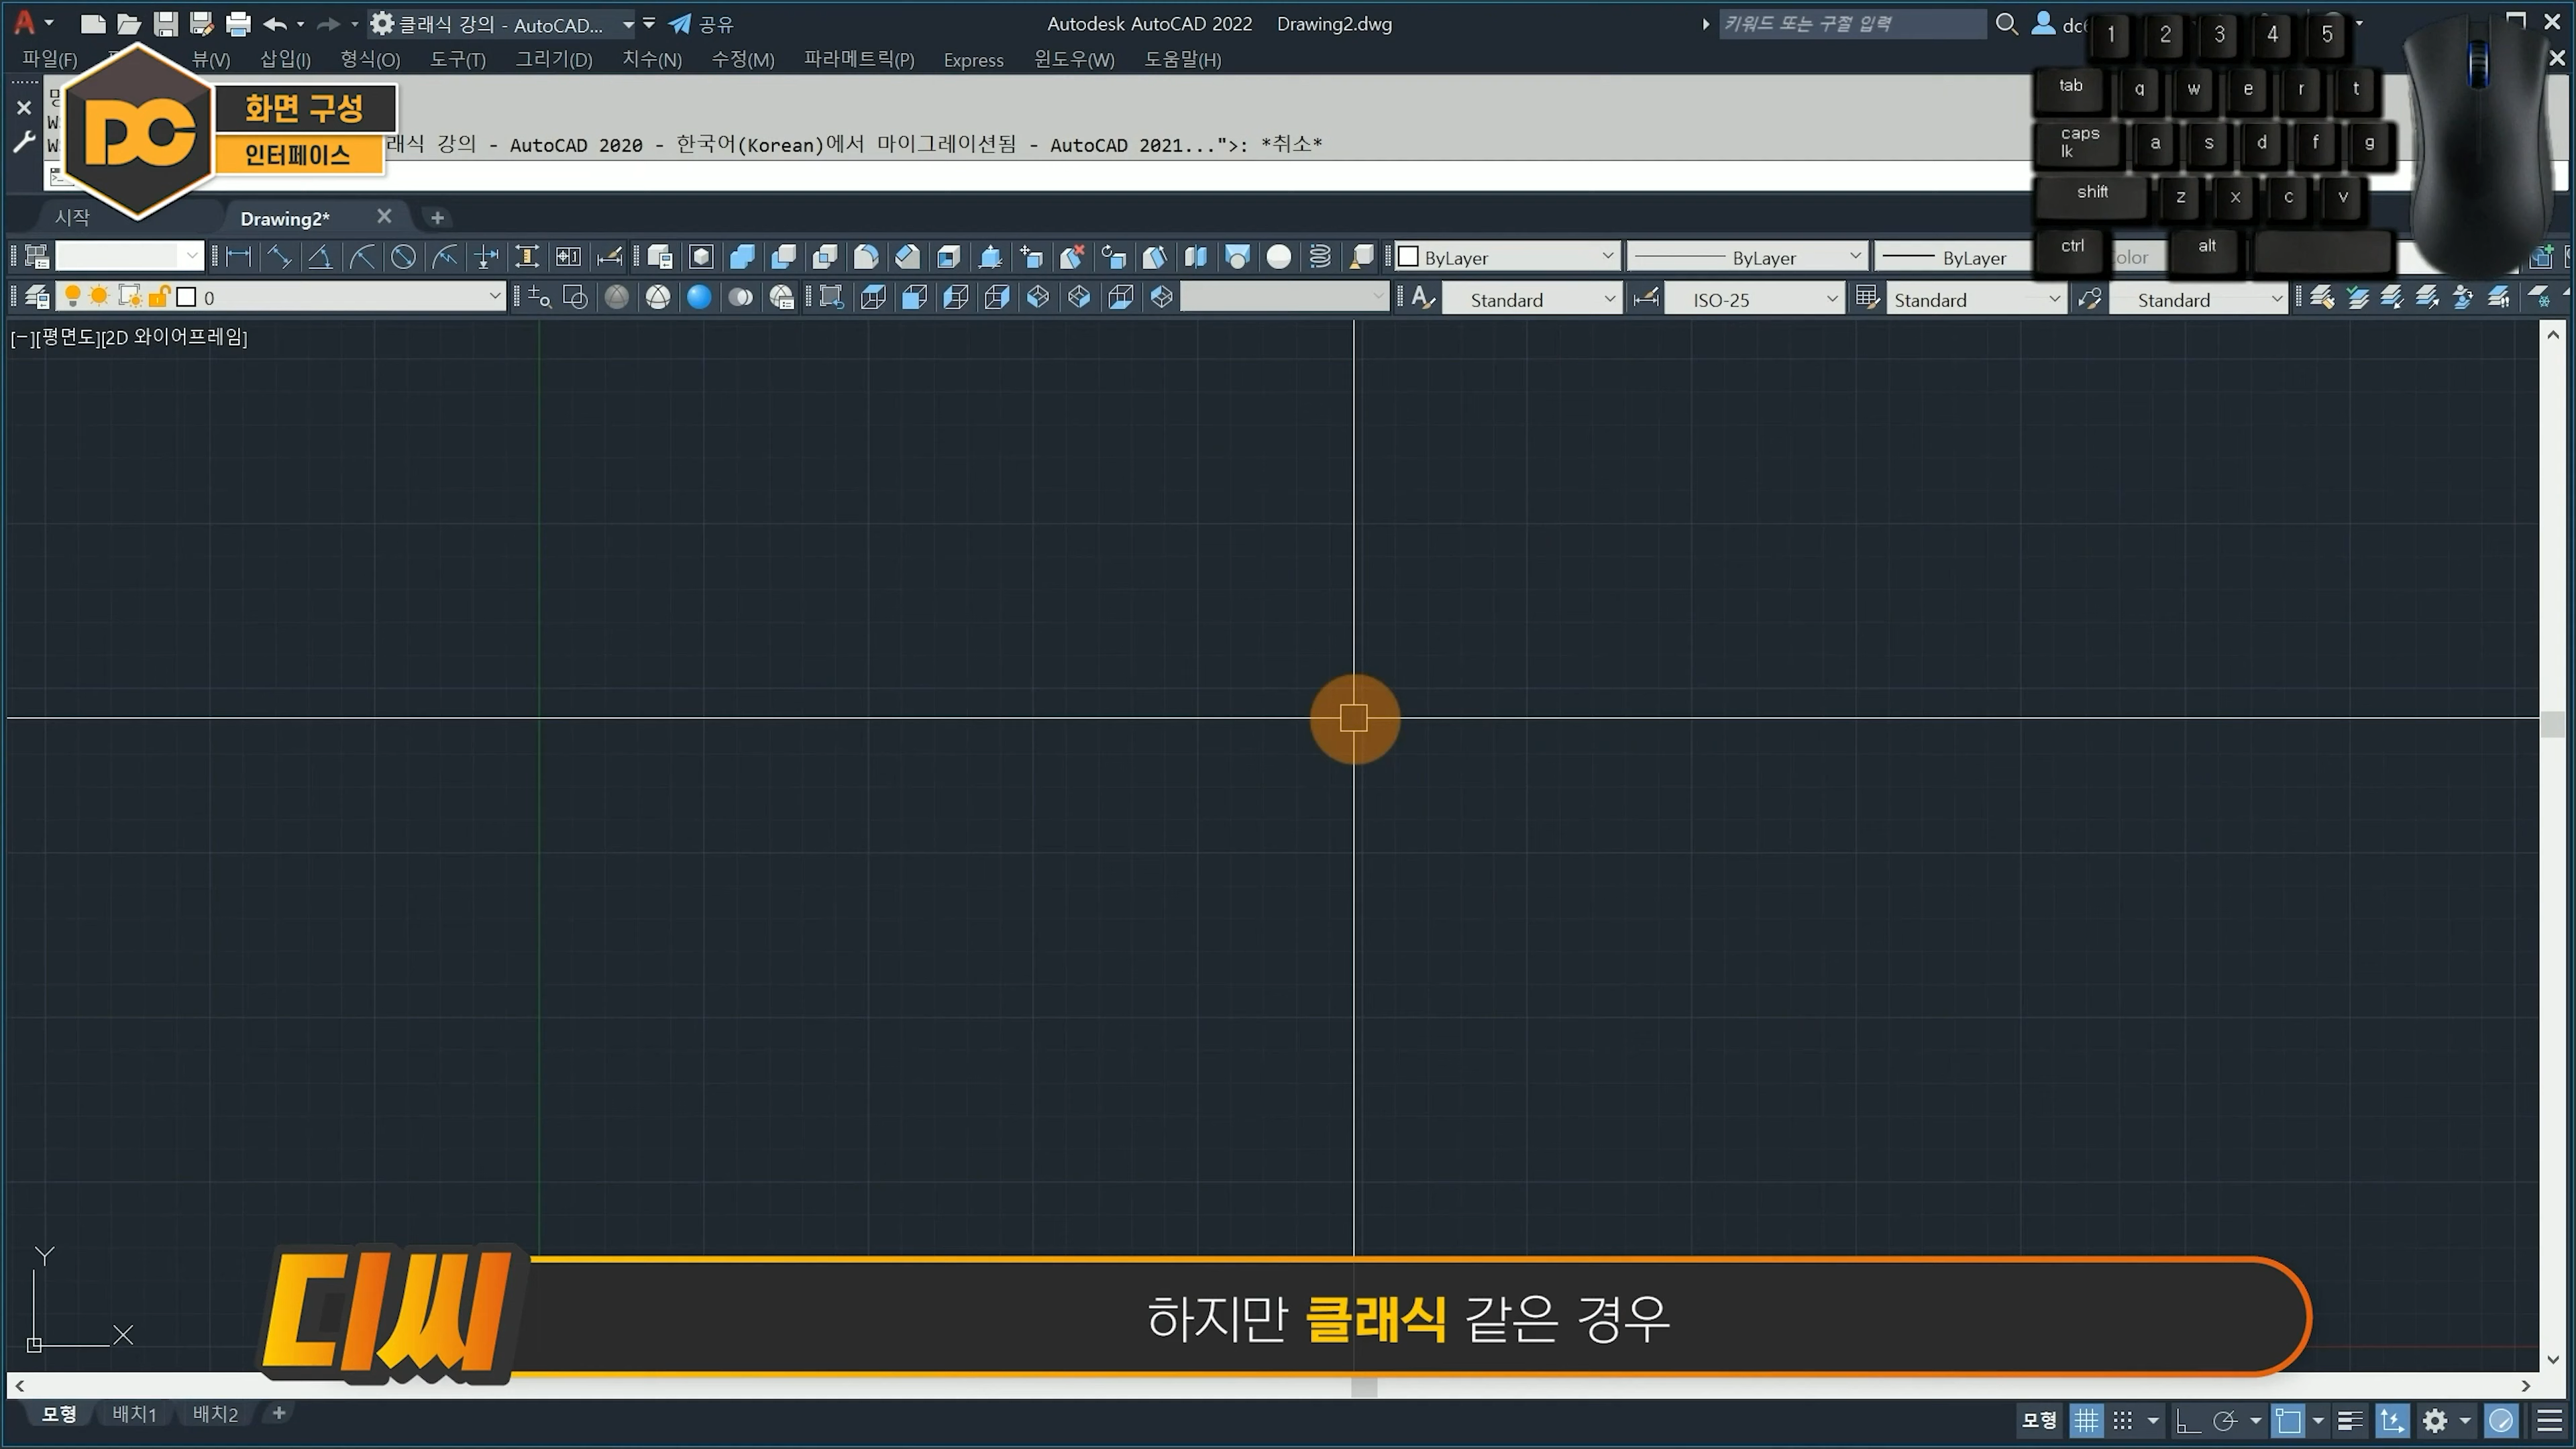 클래식 강의 - AutoCAD... 공유 Autodesk AutoCAD 2022 Drawing2.dwg 키워드 또는 구절 입력
파일(F) 뷰(V) 삽입(I) 형식(O) 도구(T) 그리기(D) 치수(N) 수정(M) 파라메트릭(P) Express 윈도우(W) 도움말(H)
DC
화면 구성
인터페이스
래식 강의 - AutoCAD 2020 - 한국어(Korean)에서 마이그레이션됨 - AutoCAD 2021...">: *취소*
1 2 3 4 5
tab q w e r t
caps lk a s d f g
shift z x c v
ctrl alt
시작 Drawing2*
ByLayer ByLayer ByLayer
0 Standard ISO-25 Standard Standard
[−][평면도][2D 와이어프레임]
Y
X
디씨
하지만 클래식 같은 경우
모형 배치1 배치2 모형